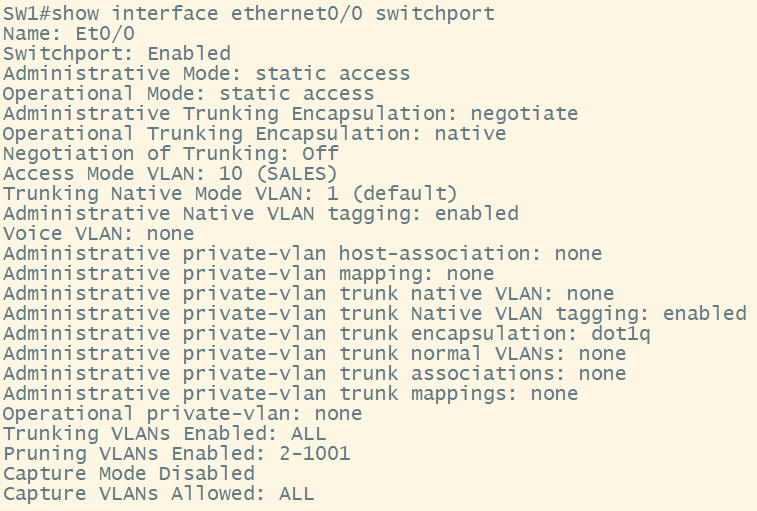 SW1#show interface ethernet0/0 switchport
Name: Et0/0
Switchport: Enabled
Administrative Mode: static access
Operational Mode: static access
Administrative Trunking Encapsulation: negotiate
Operational Trunking Encapsulation: native
Negotiation of Trunking: Off
Access Mode VLAN: 10 (SALES)
Trunking Native Mode VLAN: 1 (default)
Administrative Native VLAN tagging: enabled
Voice VLAN: none
Administrative private-vlan host-association: none
Administrative private-vlan mapping: none
Administrative private-vlan trunk native VLAN: none
Administrative private-vlan trunk Native VLAN tagging: enabled
Administrative private-vlan trunk encapsulation: dot1q
Administrative private-vlan trunk normal VLANs: none
Administrative private-vlan trunk associations: none
Administrative private-vlan trunk mappings: none
Operational private-vlan: none
Trunking VLANs Enabled: ALL
Pruning VLANs Enabled: 2-1001
Capture Mode Disabled
Capture VLANs Allowed: ALL